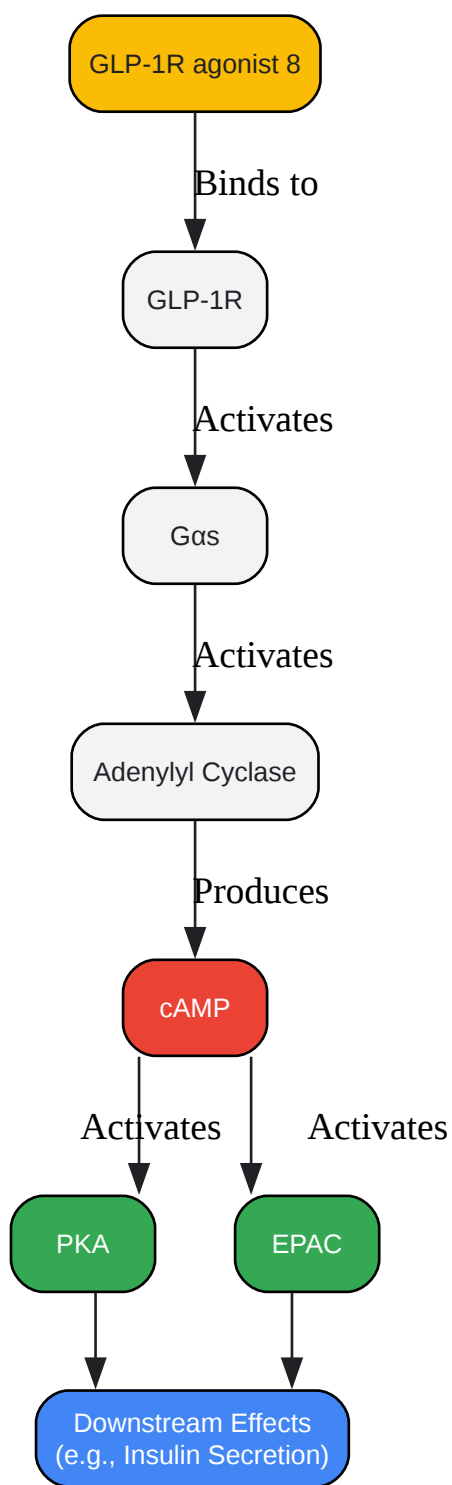 GLP-1R agonist 8
Binds to
GLP-1R
Activates
Gαs
Activates
Adenylyl Cyclase
Produces
cAMP
Activates
Activates
PKA
EPAC
Downstream Effects
(e.g., Insulin Secretion)